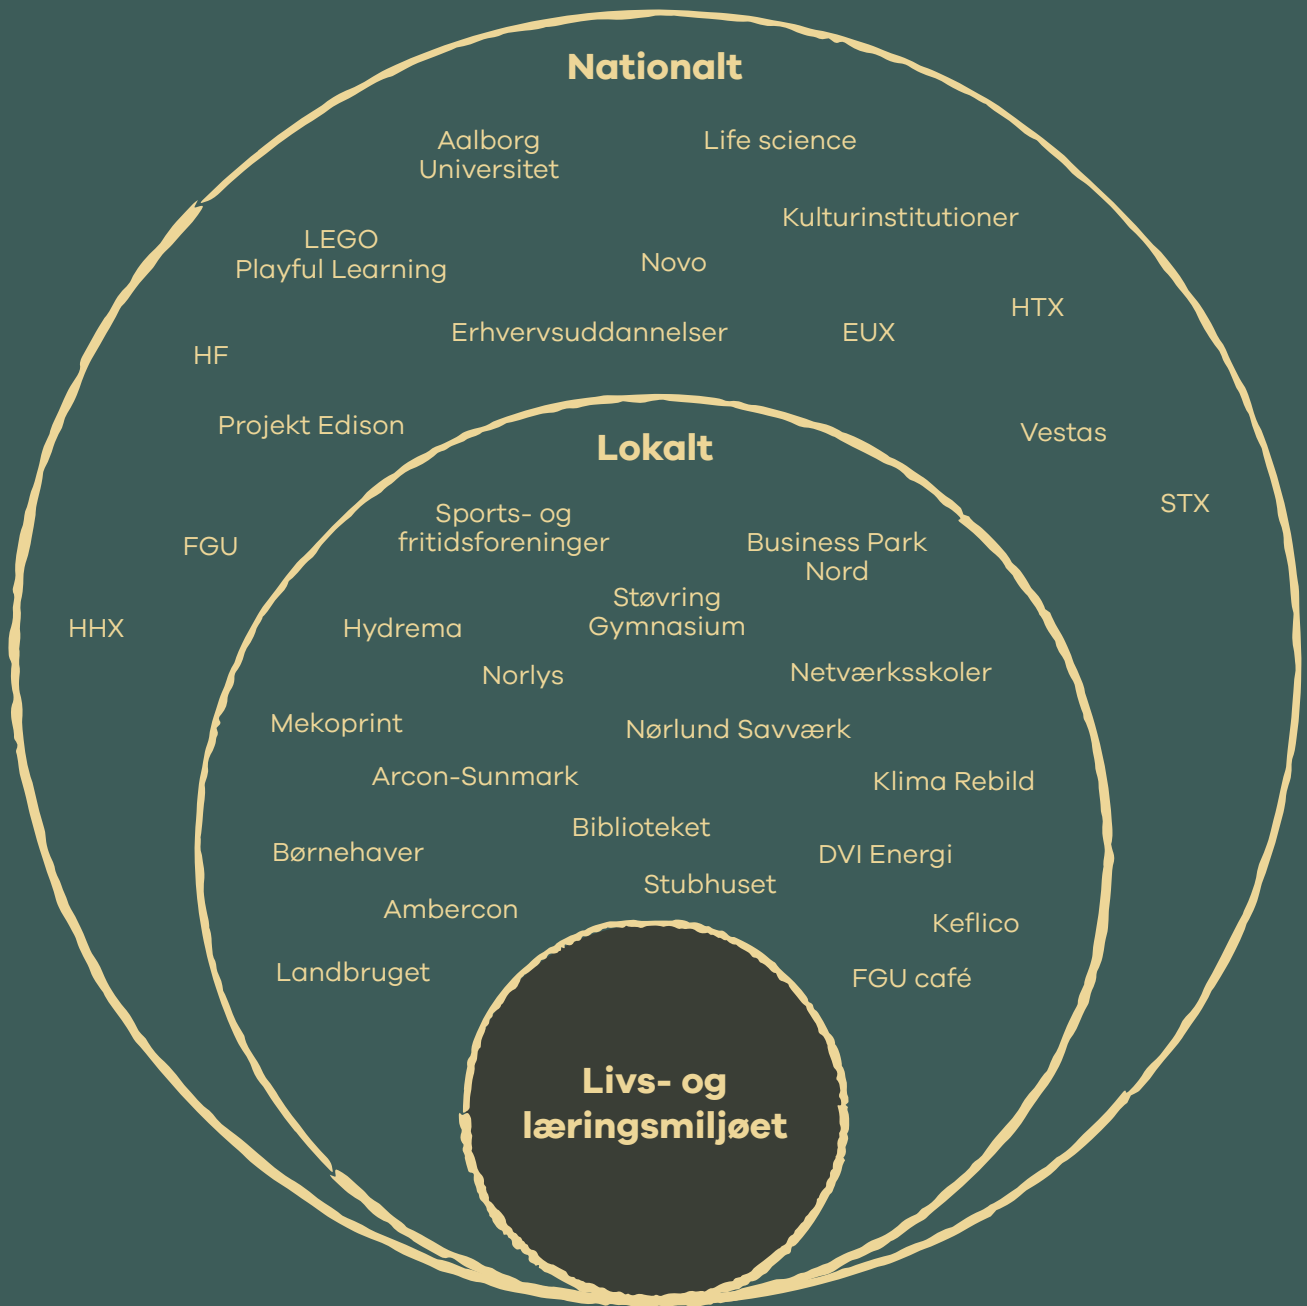 Nationalt
Aalborg
Universitet
Life science
Kulturinstitutioner
LEGO
Playful Learning
Novo
HTX
Erhvervsuddannelser
EUX
HF
Projekt Edison
Vestas
STX
FGU
HHX
Lokalt
Sports- og
fritidsforeninger
Business Park
Nord
Støvring
Gymnasium
Hydrema
Norlys
Netværksskoler
Mekoprint
Nørlund Savværk
Arcon-Sunmark
Klima Rebild
Biblioteket
Børnehaver
DVI Energi
Stubhuset
Ambercon
Keflico
Landbruget
FGU café
Livs- og
læringsmiljøet